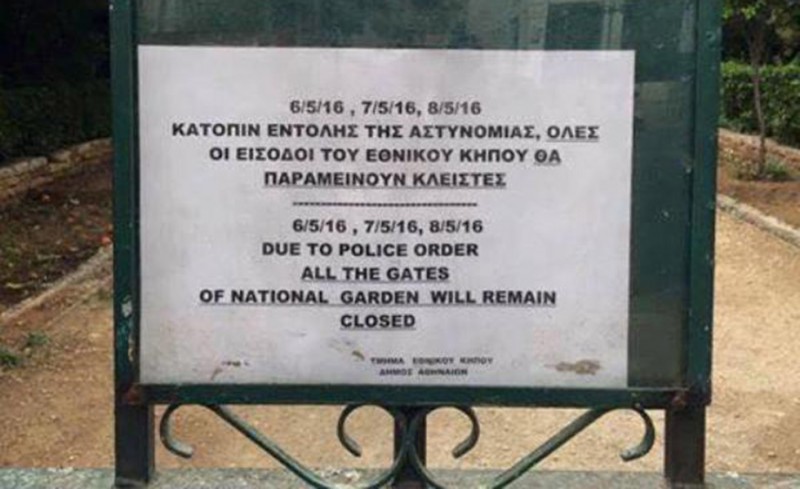 6/5/16 , 7/5/16, 8/5/16
ΚΑΤΟΠΙΝ ΕΝΤΟΛΗΣ ΤΗΣ ΑΣΤΥΝΟΜΙΑΣ, ΟΛΕΣ
ΟΙ ΕΙΣΟΔΟΙ ΤΟΥ ΕΘΝΙΚΟΥ ΚΗΠΟΥ ΘΑ
ΠΑΡΑΜΕΙΝΟΥΝ ΚΛΕΙΣΤΕΣ
--------------------------------
6/5/16 , 7/5/16, 8/5/16
DUE TO POLICE ORDER
ALL THE GATES
OF NATIONAL GARDEN WILL REMAIN
CLOSED
ΤΜΗΜΑ ΕΘΝΙΚΟΥ ΚΗΠΟΥ
ΔΗΜΟΣ ΑΘΗΝΑΙΩΝ